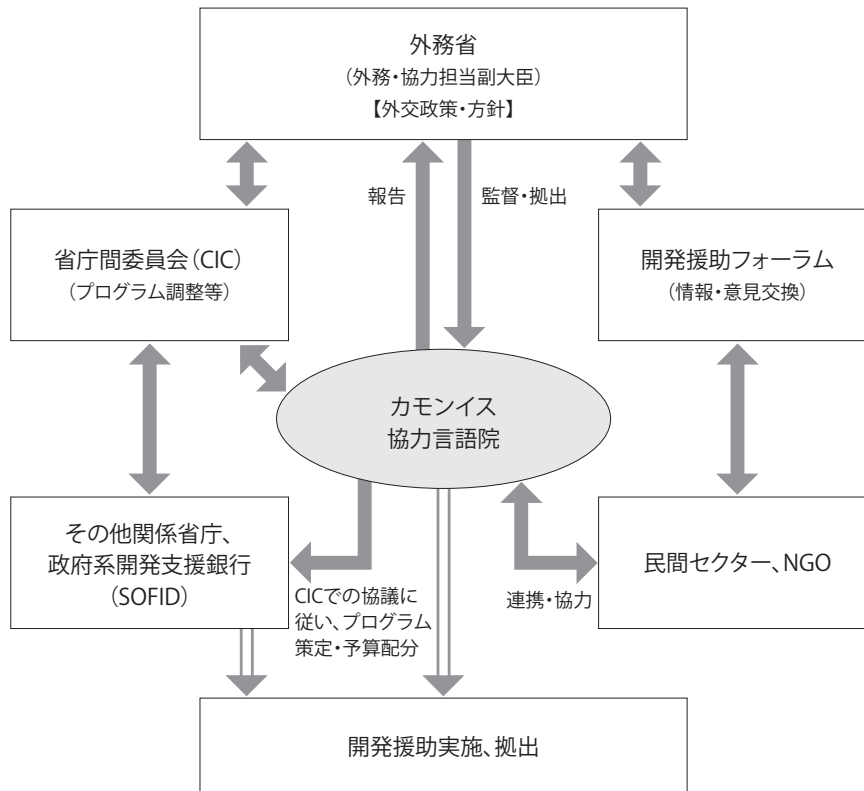 外務省
（外務・協力担当副大臣）
【外交政策・方針】
報告
監督・拠出
省庁間委員会（CIC）
（プログラム調整等）
開発援助フォーラム
（情報・意見交換）
カモンイス
協力言語院
その他関係省庁、
政府系開発支援銀行
（SOFID）
民間セクター、NGO
CICでの協議に
従い、プログラム
策定・予算配分
連携・協力
開発援助実施、拠出